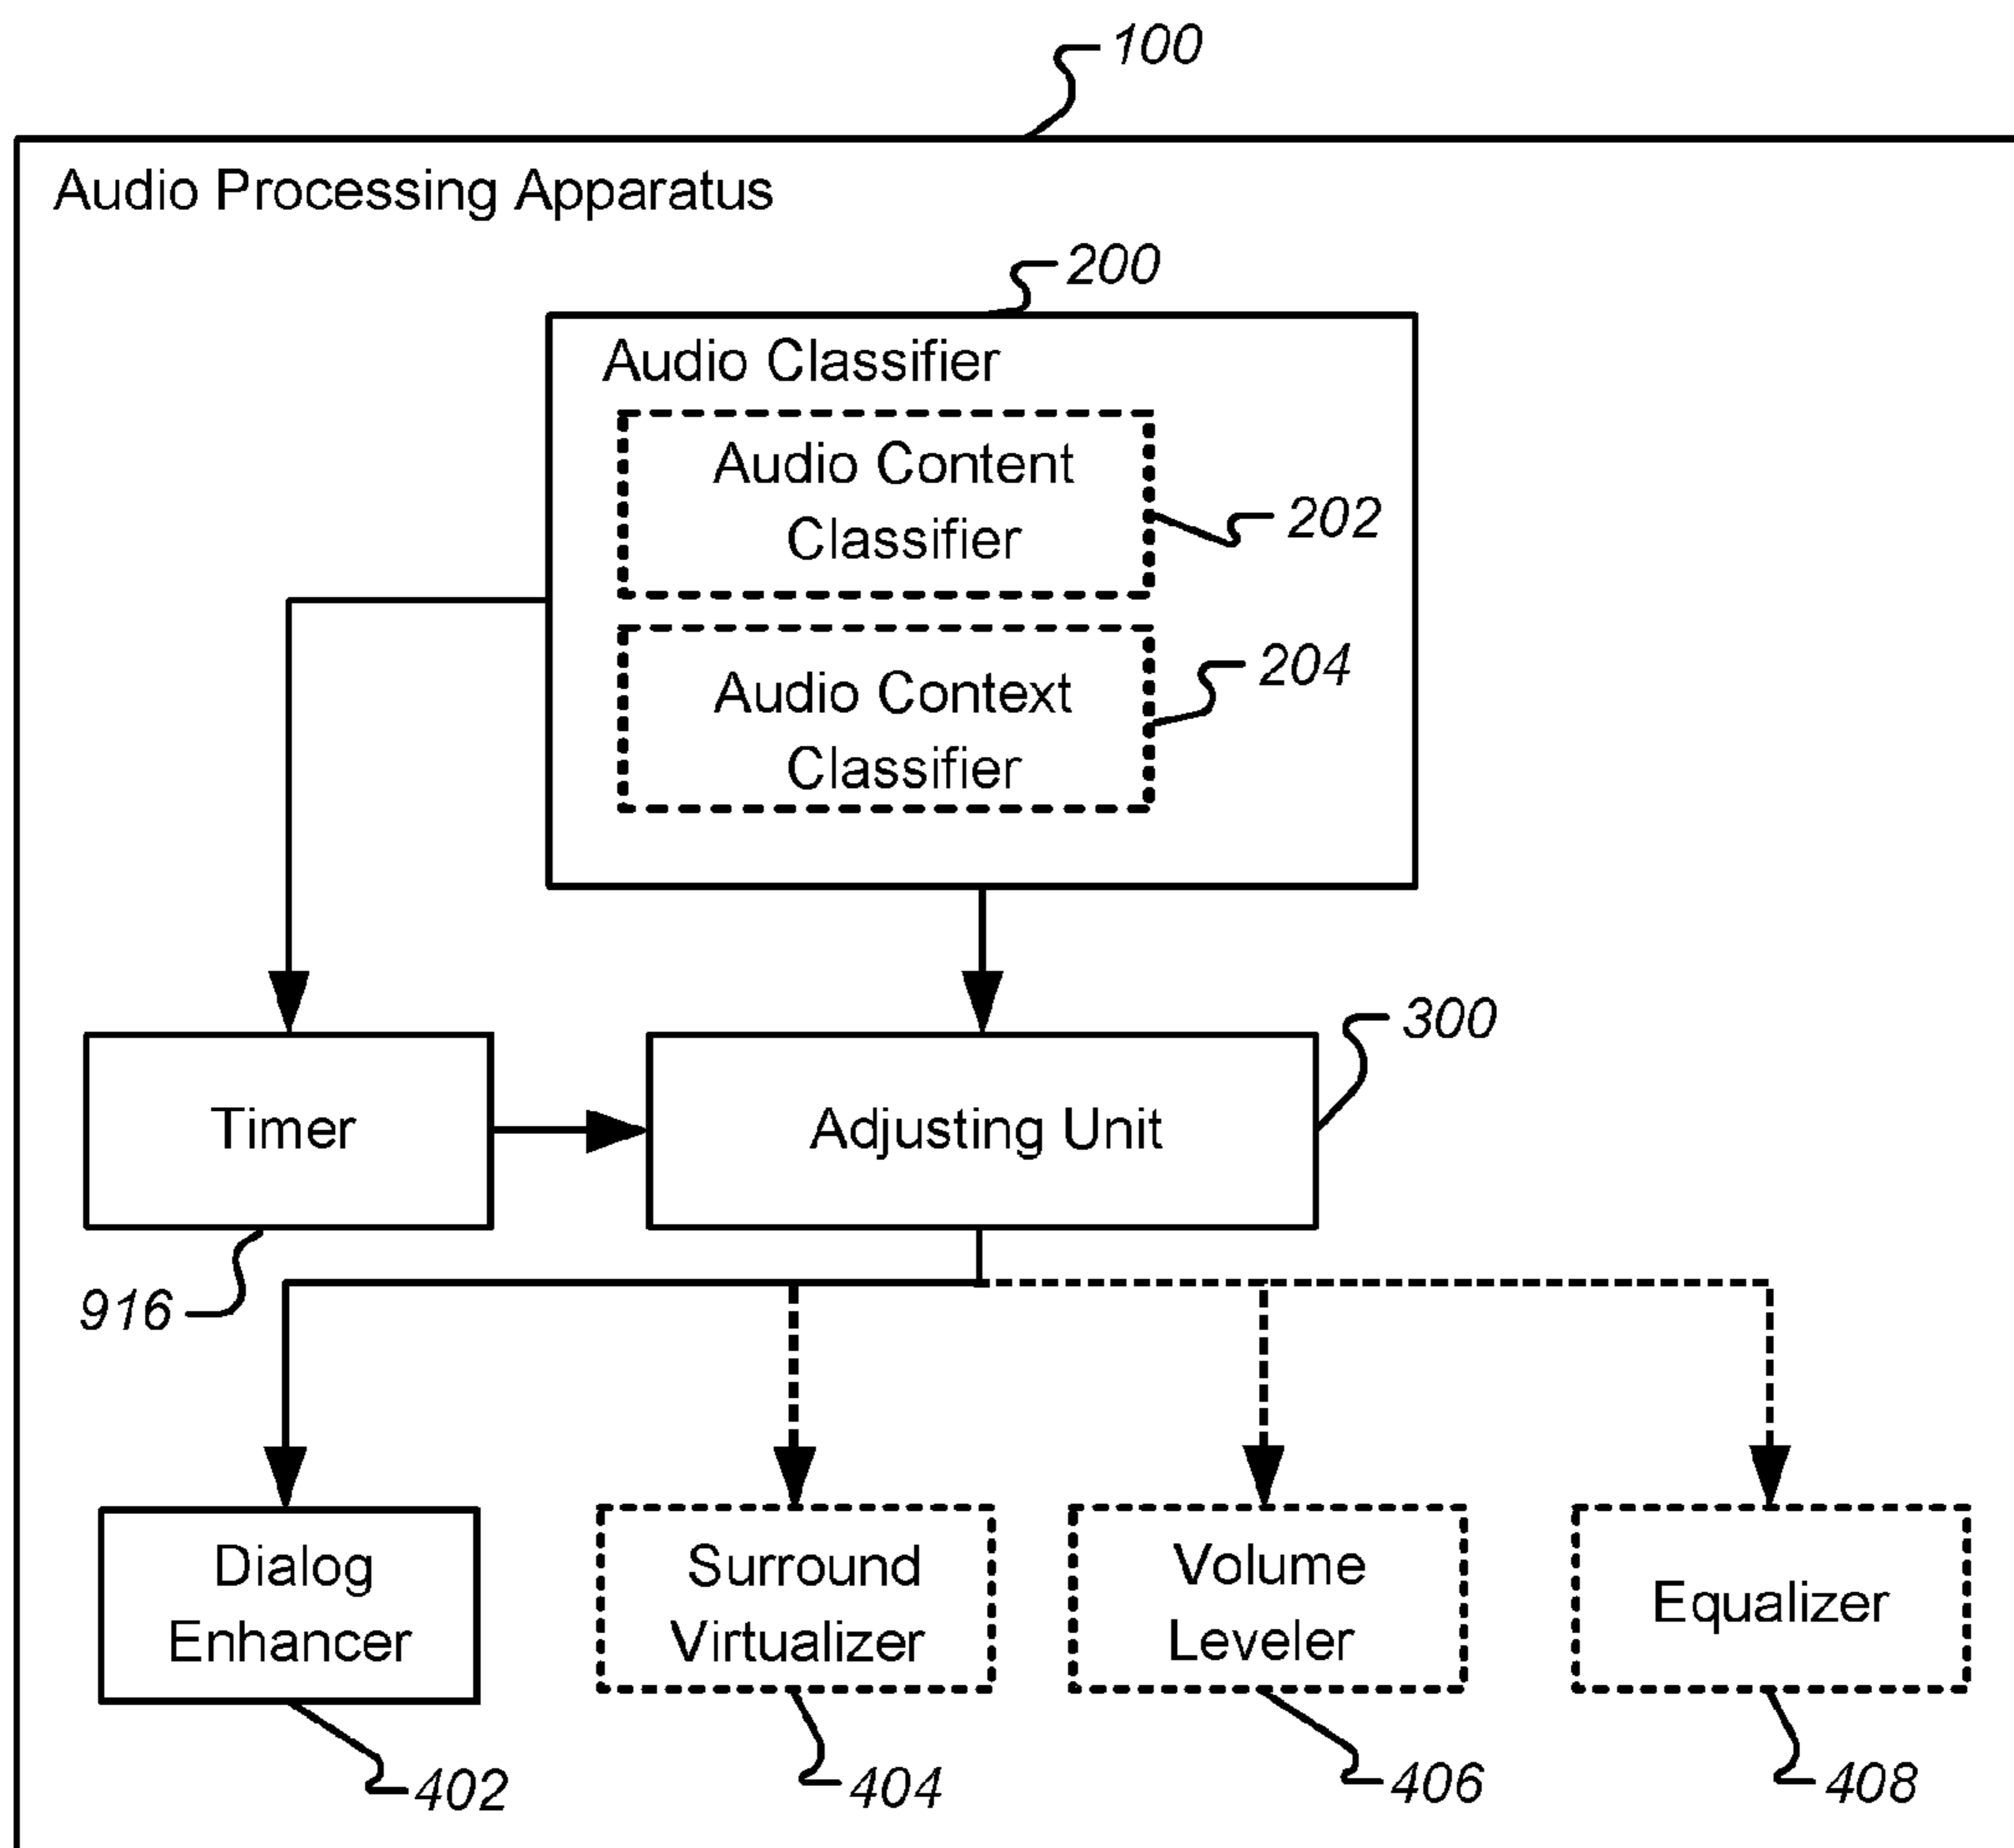 100
Audio Processing Apparatus
200
Audio Classifier
Audio Content
Classifier
202
Audio Context
Classifier
204
Timer
916
Adjusting Unit
300
Dialog
Enhancer
402
Surround
Virtualizer
404
Volume
Leveler
406
Equalizer
408